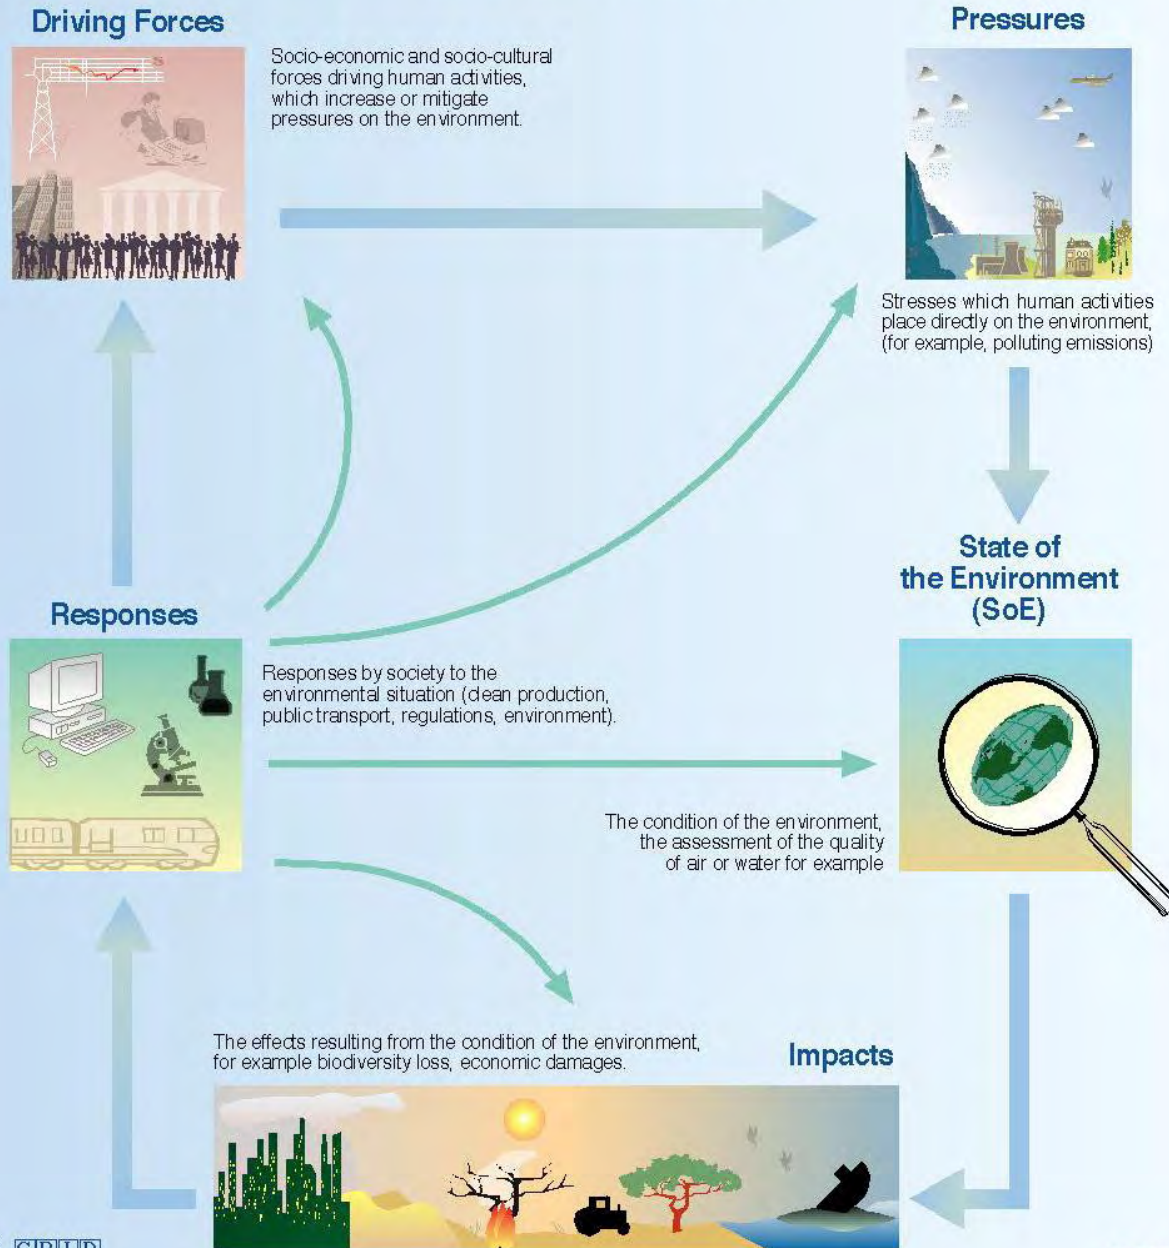 Driving Forces
Socio-economic and socio-cultural
forces driving human activities,
which increase or mitigate
pressures on the environment.
Pressures
Stresses which human activities
place directly on the environment,
(for example, polluting emissions)
State of
the Environment
(SoE)
Responses
Responses by society to the
environmental situation (clean production,
public transport, regulations, environment).
The condition of the environment,
the assessment of the quality
of air or water for example
The effects resulting from the condition of the environment,
for example biodiversity loss, economic damages.
Impacts
GRID